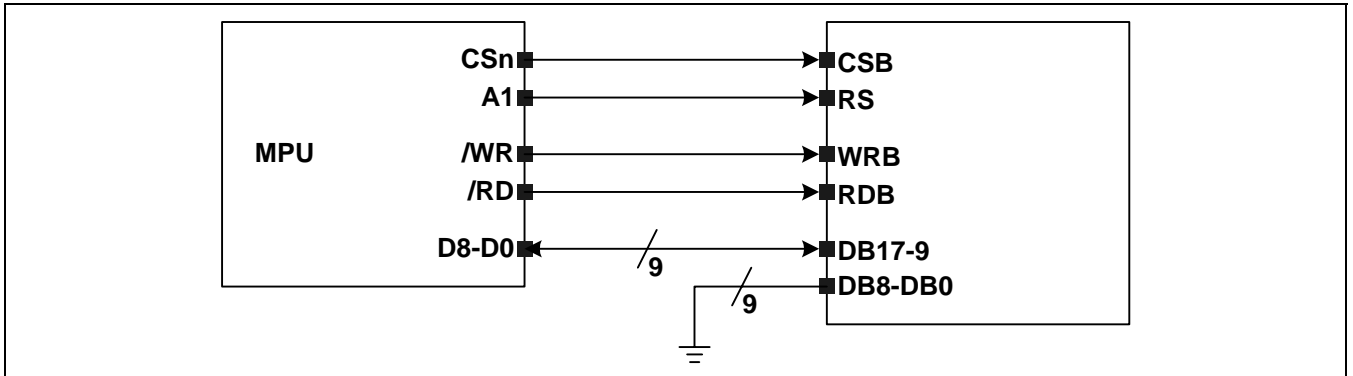 CSn
CSB
A1
RS
MPU
/WR
WRB
/RD
RDB
D8-D0
9
DB17-9
9
DB8-DB0